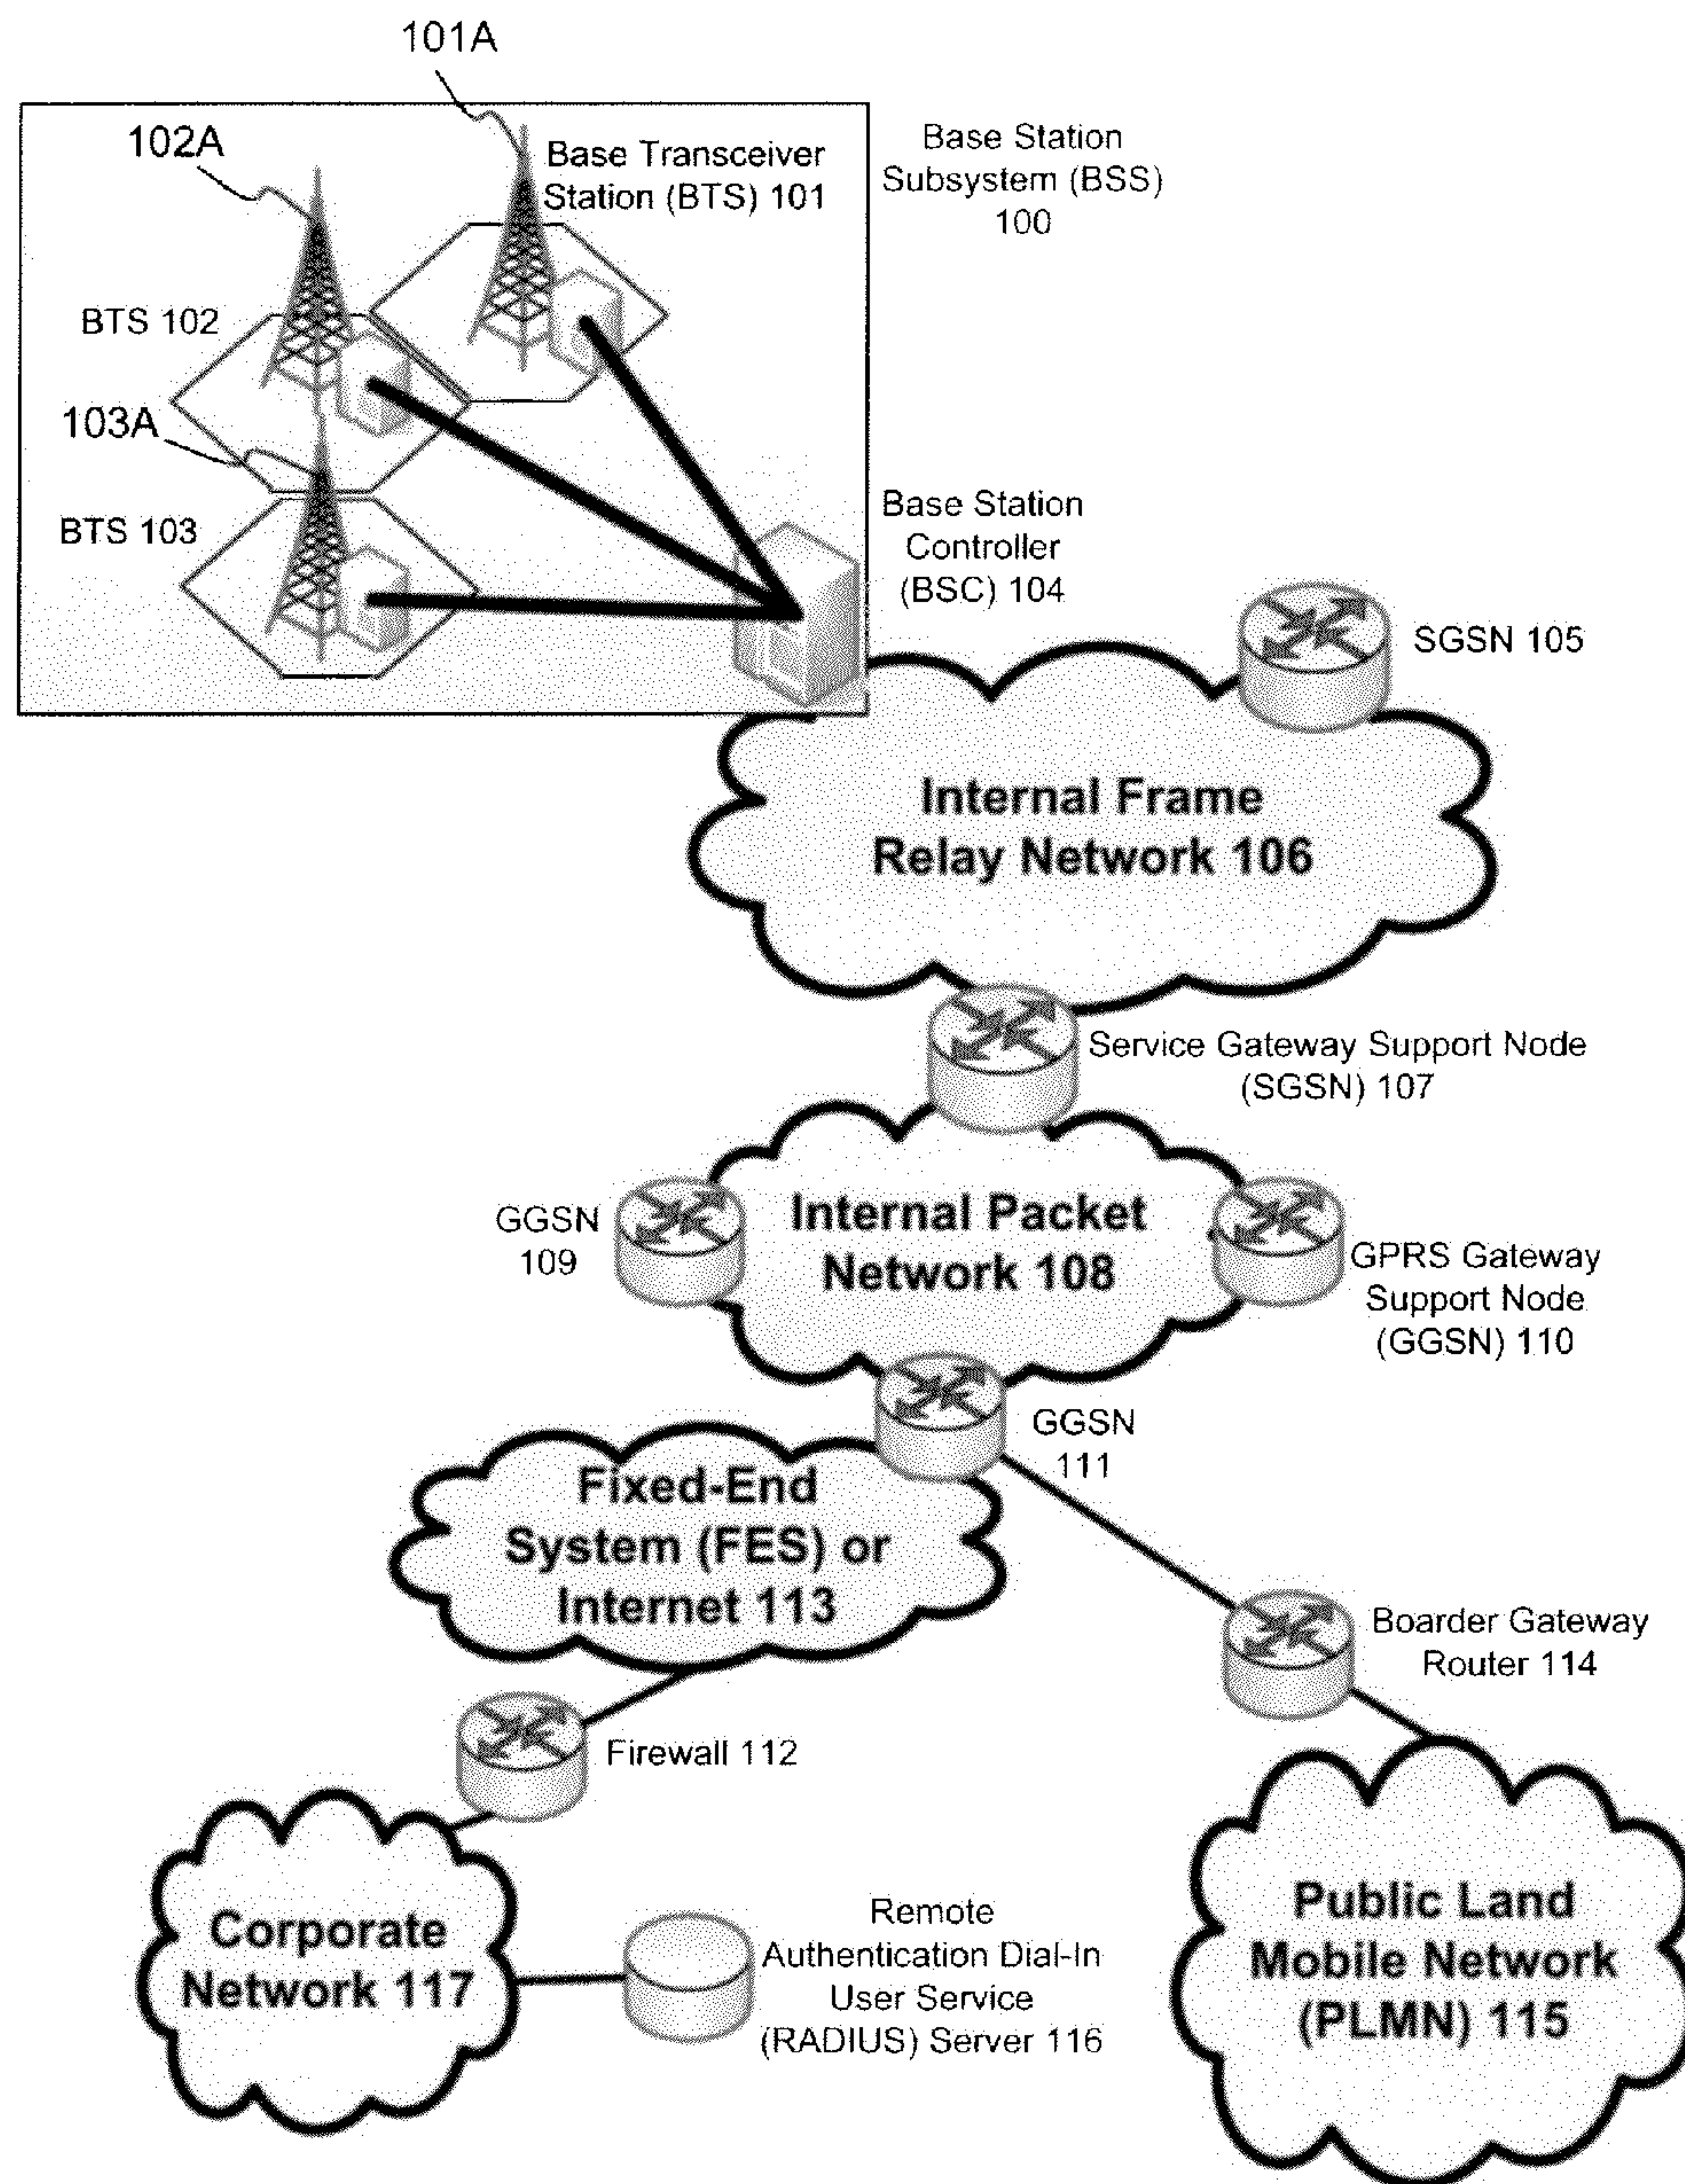 101A
102A
Base Transceiver
Station (BTS) 101
Base Station
Subsystem (BSS)
100
BTS 102
103A
BTS 103
Base Station
Controller
(BSC) 104
SGSN 105
Internal Frame
Relay Network 106
Service Gateway Support Node
(SGSN) 107
GGSN
109
Internal Packet
Network 108
GPRS Gateway
Support Node
(GGSN) 110
GGSN
111
Fixed-End
System (FES) or
Internet 113
Boarder Gateway
Router 114
Firewall 112
Corporate
Network 117
Remote
Authentication Dial-In
User Service
(RADIUS) Server 116
Public Land
Mobile Network
(PLMN) 115